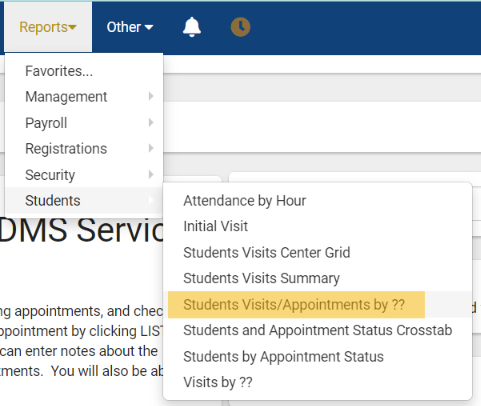 Reports Other
Favorites...
Management
Payroll
Registrations
Security
Students
Attendance by Hour
Initial Visit
Students Visits Center Grid
Students Visits Summary
Students Visits/Appointments by ??
Students and Appointment Status Crosstab
Students by Appointment Status
Visits by ??
DMS Servic
ng appointments, and chec
ppointment by clicking LIST
can enter notes about the
tments. You will also be ab
d